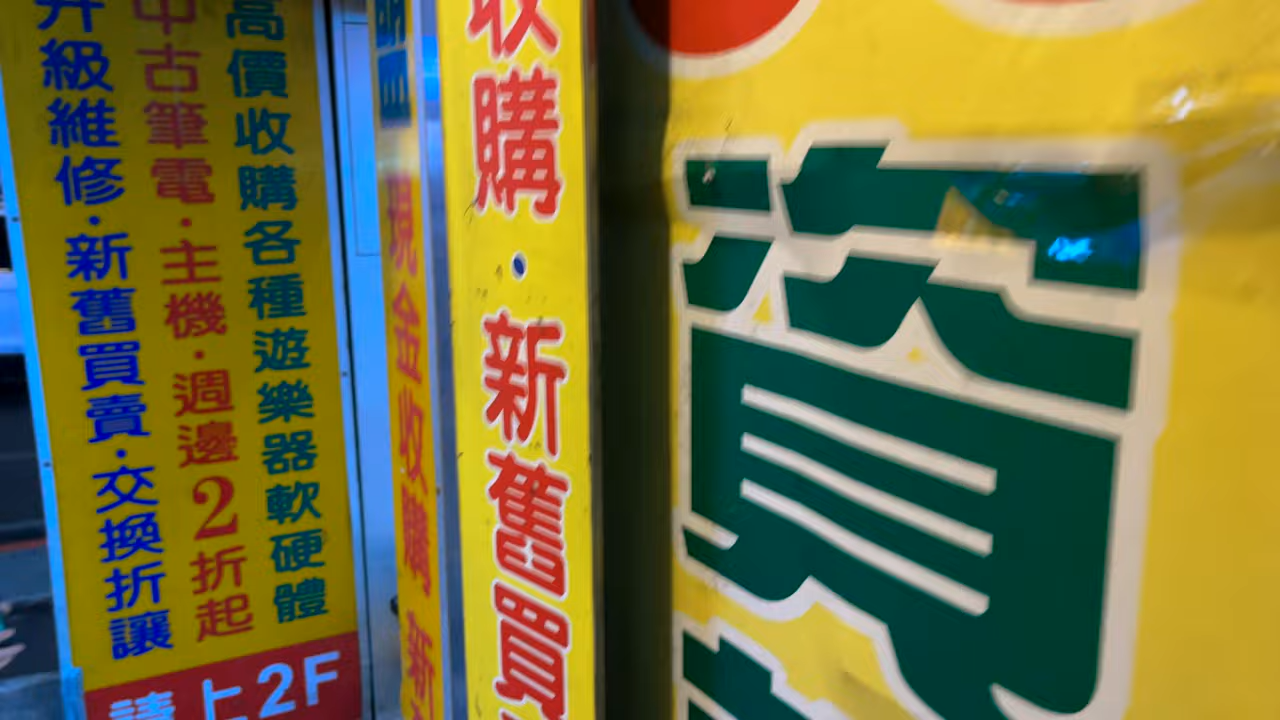 高價收購各種遊樂器軟硬體
中古筆電·主機·週邊2折起
升級維修·新舊買賣·交換折讓
請上2F
現金收購 新
收購·新舊買
資